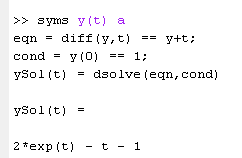 >> syms y(t) a
eqn = diff(y,t) == y+t;
cond = y(0) == 1;
ySol(t) = dsolve(eqn,cond)
ySol(t) =
2*exp(t) - t - 1